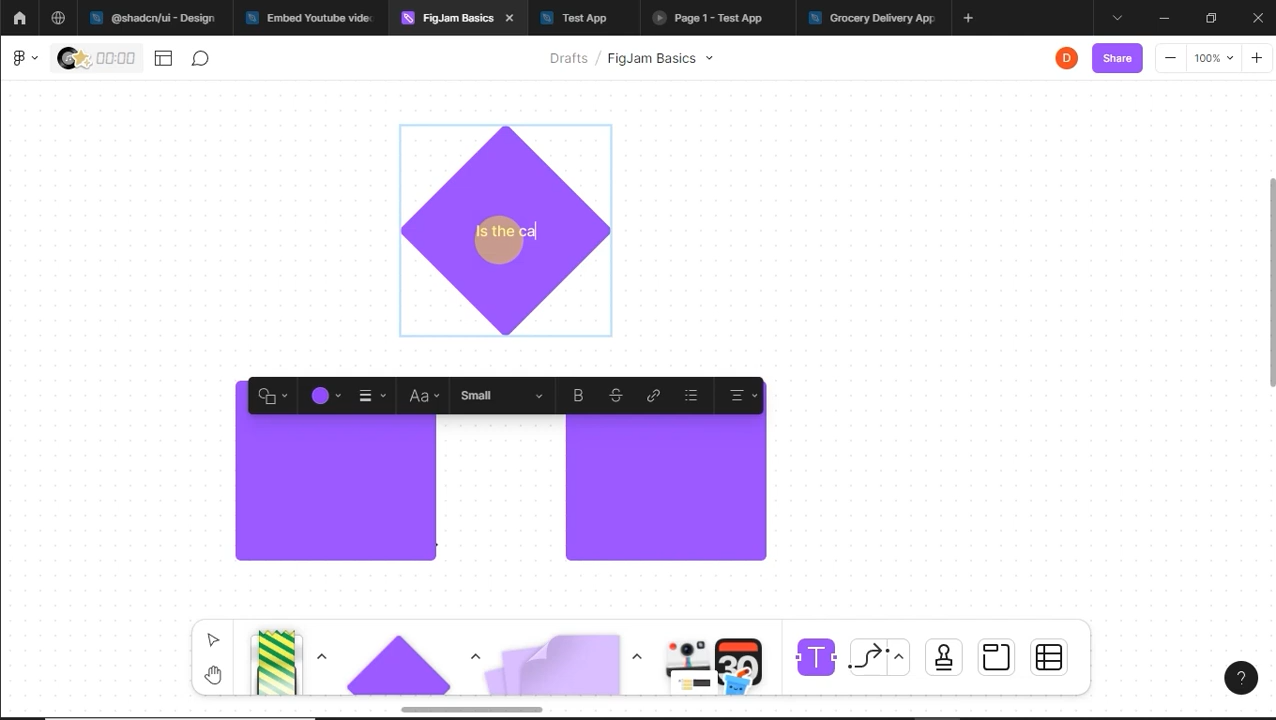 @shadcn/ui - Design
Embed Youtube vide
FigJam Basics
Test App
Page 1 - Test App
Grocery Delivery App
00:00
Drafts / FigJam Basics
D
Share
100%
Is the ca
Aa
Small
B
S
T
30
?